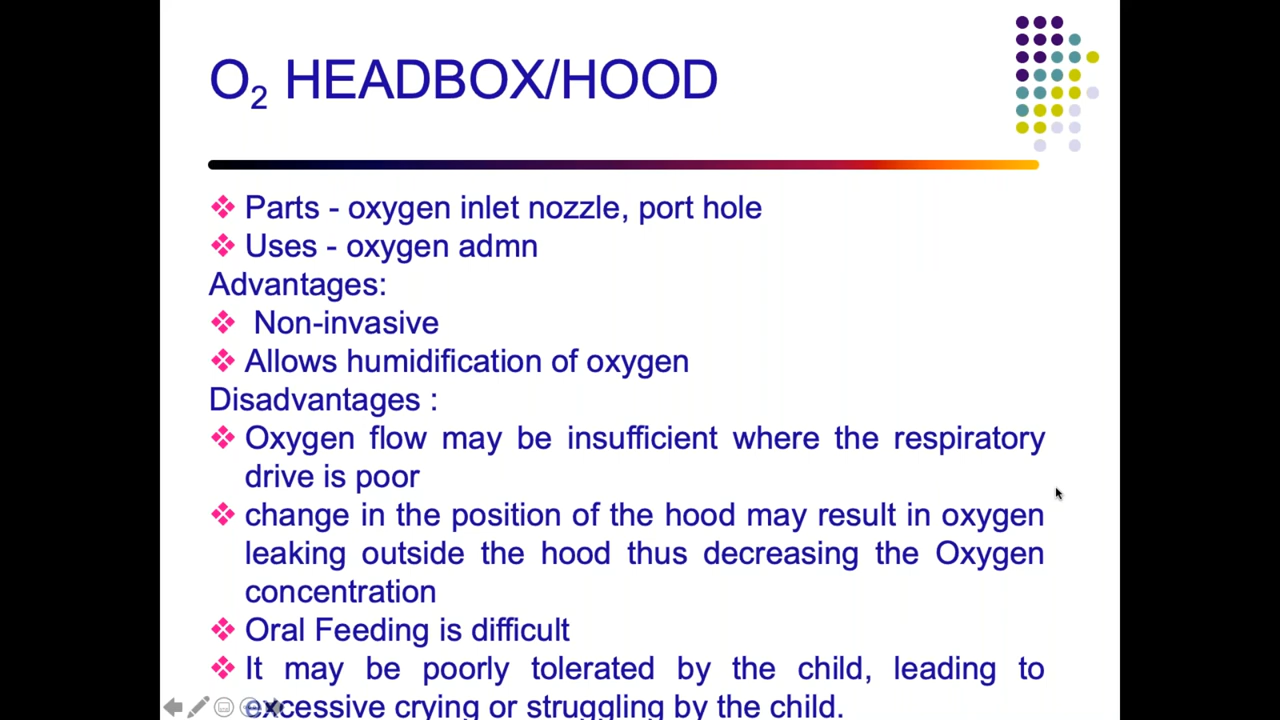 O2 HEADBOX/HOOD
Parts - oxygen inlet nozzle, port hole
Uses - oxygen admn
Advantages:
Non-invasive
Allows humidification of oxygen
Disadvantages :
Oxygen flow may be insufficient where the respiratory
drive is poor
change in the position of the hood may result in oxygen
leaking outside the hood thus decreasing the Oxygen
concentration
Oral Feeding is difficult
It may be poorly tolerated by the child, leading to
excessive crying or struggling by the child.